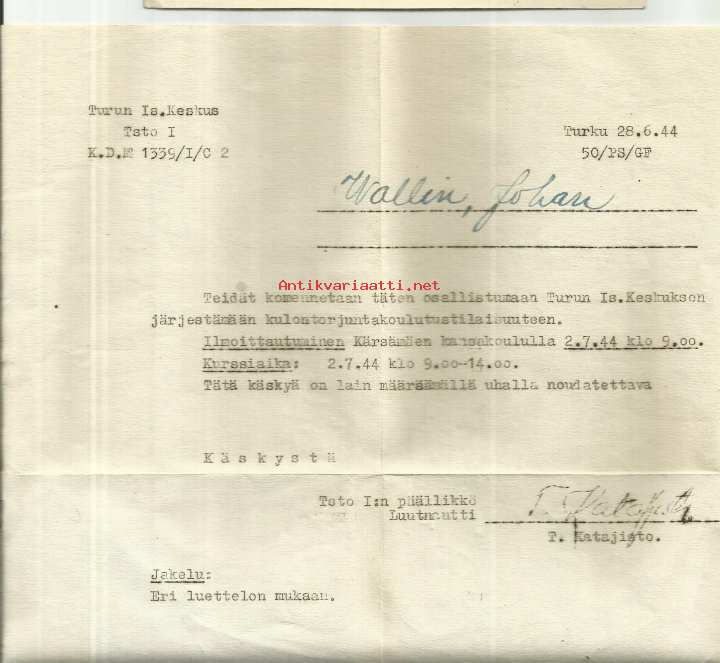 Turun Is.Keskus
Tsto I
K.D.№ 1339/I/C 2
Turku 28.6.44
50/PS/GF
Wallin, Johan
Antikvariaatti.net
Teidät komennetaan täten osallistumaan Turun Is.Keskuksen
järjestämään kulontorjuntakoulutustilaisuuteen.
Ilmoittautuminen Kärsämäen kansakoululla 2.7.44 klo 9.oo.
Kurssiaika: 2.7.44 klo 9.oo-14.oo.
Tätä käskyä on lain määräämällä uhalla noudatettava
K ä s k y s t ä
Tsto I:n päällikkö
Luutnantti
T. Katajisto
T. Katajisto.
Jakelu:
Eri luettelon mukaan.